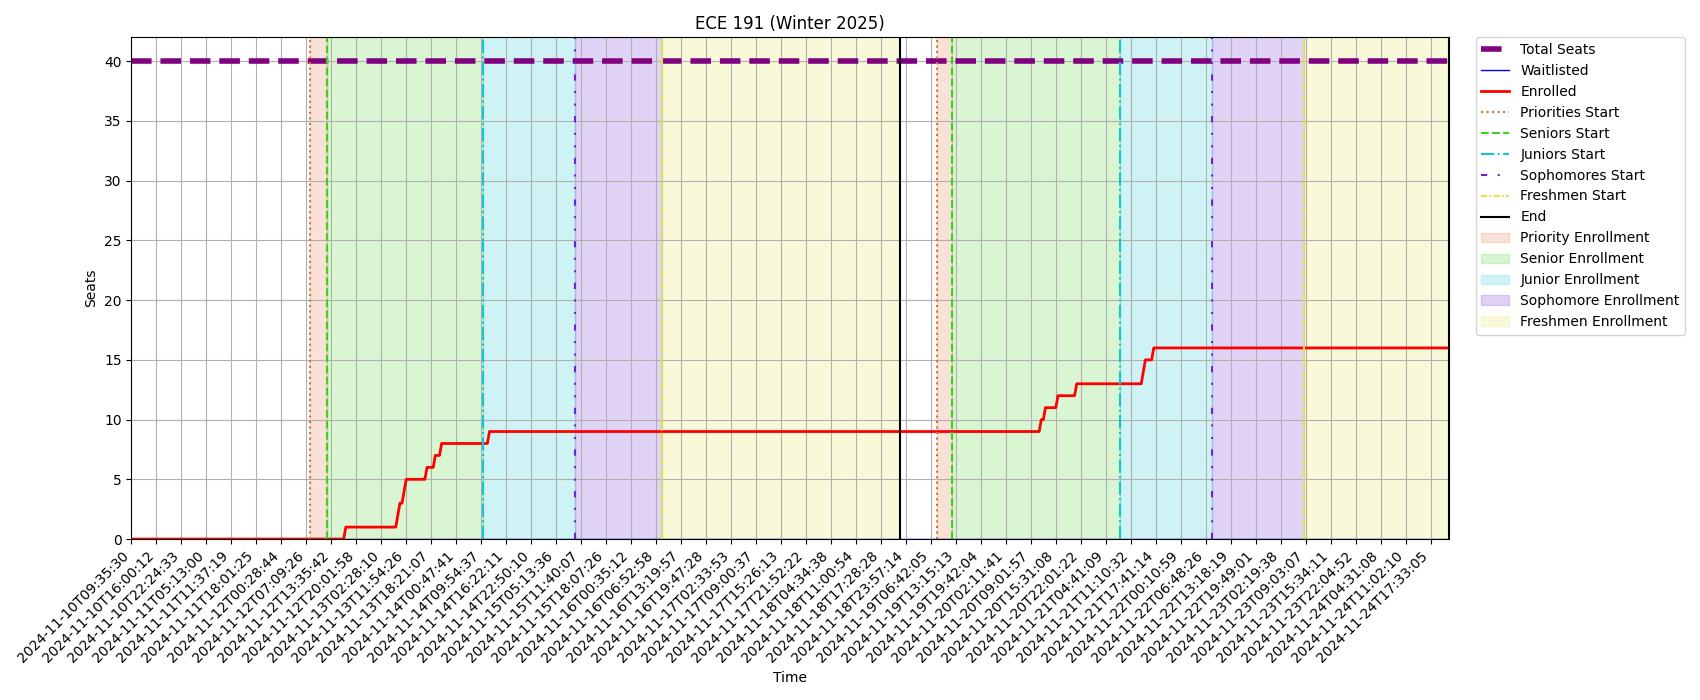 ECE 191 (Winter 2025)
Total Seats
Waitlisted
Enrolled
Priorities Start
Seniors Start
Juniors Start
Sophomores Start
Freshmen Start
End
Priority Enrollment
Senior Enrollment
Junior Enrollment
Sophomore Enrollment
Freshmen Enrollment
Seats
40
35
30
25
20
15
10
5
0
2024-11-10T09:35:30
2024-11-10T16:00:12
2024-11-10T22:24:33
2024-11-11T05:13:00
2024-11-11T11:37:19
2024-11-11T18:01:25
2024-11-12T00:28:44
2024-11-12T07:09:26
2024-11-12T13:35:42
2024-11-12T20:01:58
2024-11-13T03:28:10
2024-11-13T11:54:26
2024-11-13T18:21:07
2024-11-14T00:47:41
2024-11-14T09:54:37
2024-11-14T16:22:11
2024-11-14T22:50:10
2024-11-15T05:13:36
2024-11-15T11:40:07
2024-11-15T18:07:26
2024-11-16T00:35:12
2024-11-16T06:52:58
2024-11-16T13:19:57
2024-11-16T19:47:28
2024-11-17T02:33:53
2024-11-17T09:00:37
2024-11-17T15:26:13
2024-11-17T21:52:22
2024-11-18T04:34:38
2024-11-18T11:00:54
2024-11-18T17:28:28
2024-11-18T23:57:14
2024-11-19T06:42:05
2024-11-19T13:15:13
2024-11-19T19:42:04
2024-11-20T02:11:41
2024-11-20T09:01:57
2024-11-20T15:31:08
2024-11-20T22:01:22
2024-11-21T04:41:09
2024-11-21T11:10:32
2024-11-21T17:41:14
2024-11-22T00:10:59
2024-11-22T06:48:26
2024-11-22T13:18:19
2024-11-22T19:49:01
2024-11-23T02:19:38
2024-11-23T09:03:07
2024-11-23T15:34:11
2024-11-23T22:04:52
2024-11-24T04:31:08
2024-11-24T11:02:10
2024-11-24T17:33:05
Time